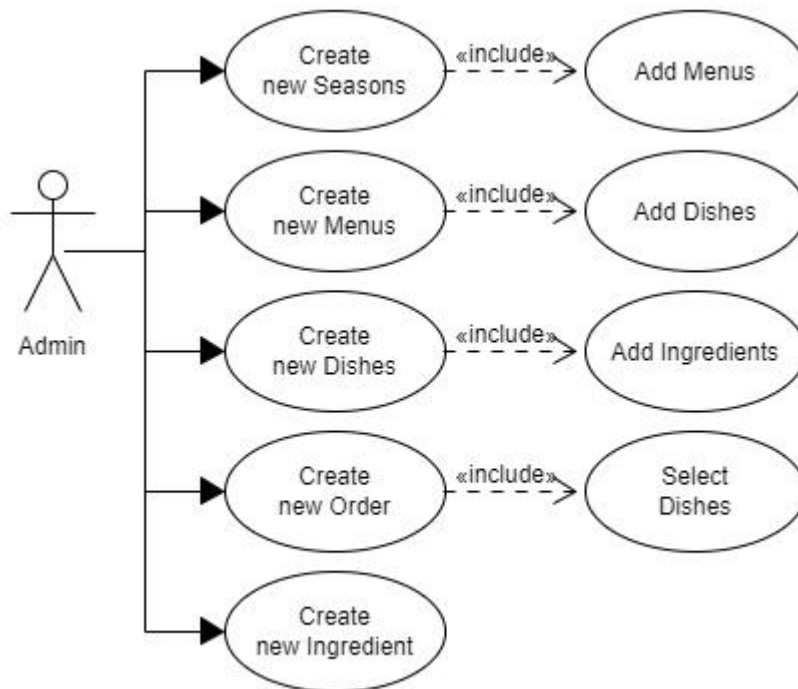 Create
new Seasons
«include»
Add Menus
Create
new Menus
«include»
Add Dishes
Admin
Create
new Dishes
«include»
Add Ingredients
Create
new Order
«include»
Select
Dishes
Create
new Ingredient